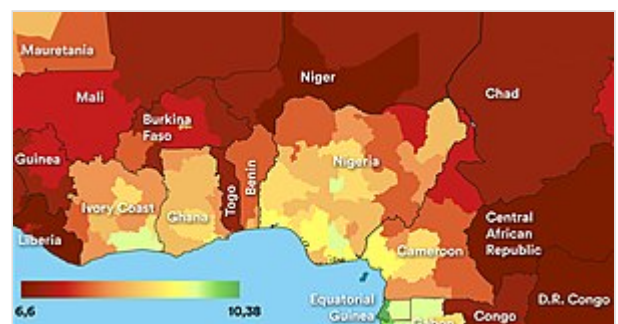 Mauretania
Mali
Niger
Chad
Burkina
Faso
Guinea
Nigeria
Togo
Benin
Ivory Coast
Ghana
Liberia
Central
African
Republic
Cameroon
6,6
10,38
Equatorial
Guinea
Congo
D.R. Congo